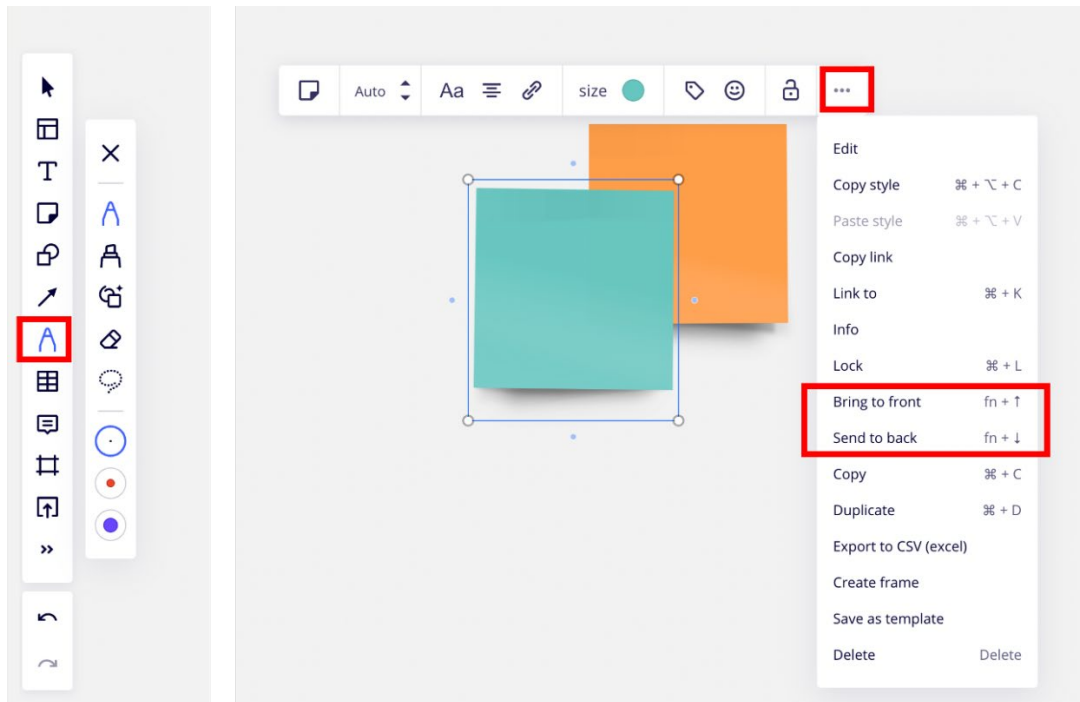 Auto
Aa
size
Edit
Copy style ⌘ + ⌥ + C
Paste style ⌘ + ⌥ + V
Copy link
Link to ⌘ + K
Info
Lock ⌘ + L
Bring to front fn + ↑
Send to back fn + ↓
Copy ⌘ + C
Duplicate ⌘ + D
Export to CSV (excel)
Create frame
Save as template
Delete Delete